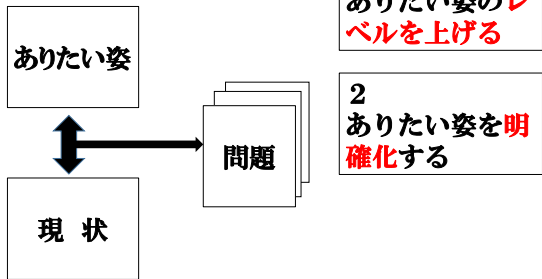 ありたい姿
現 状
問題
ありたい姿のレ
ベルを上げる
2
ありたい姿を明
確化する